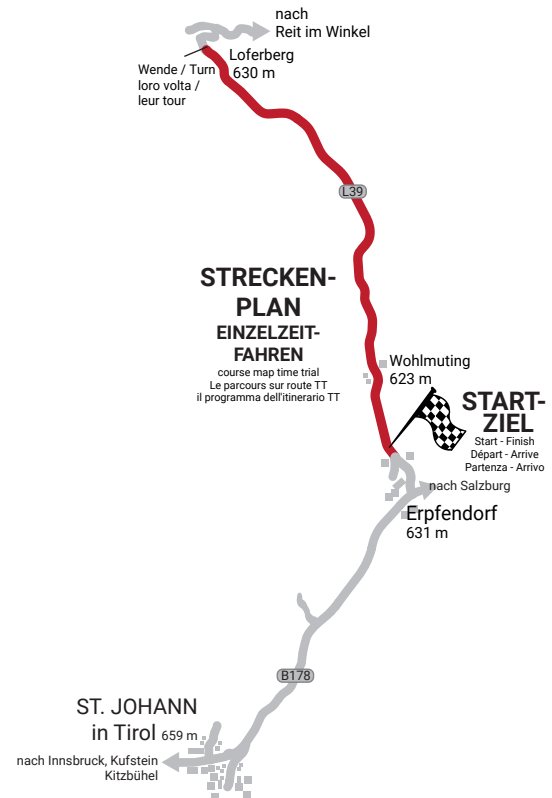 nach
Reit im Winkel
Loferberg
630 m
Wende / Turn
loro volta /
leur tour
L39
STRECKEN-
PLAN
EINZELZEIT-
FAHREN
course map time trial
Le parcours sur route TT
il programma dell'itinerario TT
Wohlmuting
623 m
START-
ZIEL
Start - Finish
Départ - Arrive
Partenza - Arrivo
nach Salzburg
Erpfendorf
631 m
B178
ST. JOHANN
in Tirol 659 m
nach Innsbruck, Kufstein
Kitzbühel